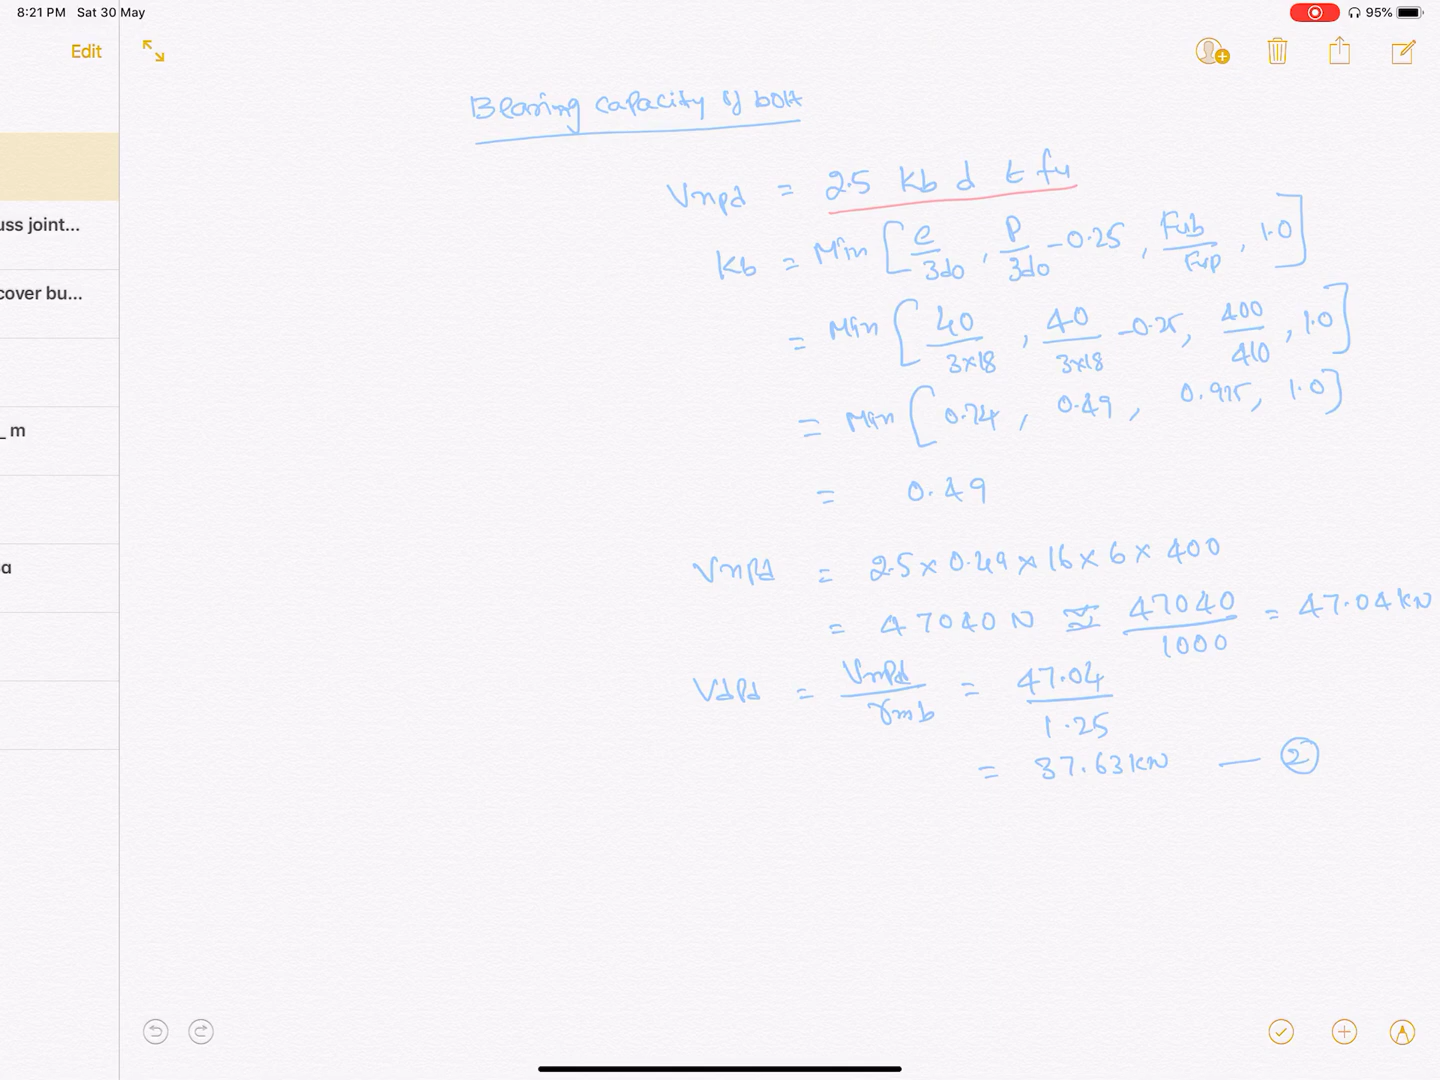 8:21 PM Sat 30 May 95%
Edit
Bearing capacity of bolt
Vnpd = 2.5 Kb d t fu
Kb = Min [ e/3do , P/3do -0.25 , Fub/Fup , 1.0 ]
uss joint...
cover bu...
= Min [ 40/3×18 , 40/3×18 -0.25, 400/410 , 1.0 ]
= Min [ 0.74 , 0.49 , 0.975, 1.0 ]
_ m
= 0.49
a
Vnpd = 2.5 × 0.49 × 16 × 6 × 400
= 47040 N ≅ 47040/1000 = 47.04 kN
Vdpd = Vnpd/γmb = 47.04/1.25
= 37.63 kN — ②